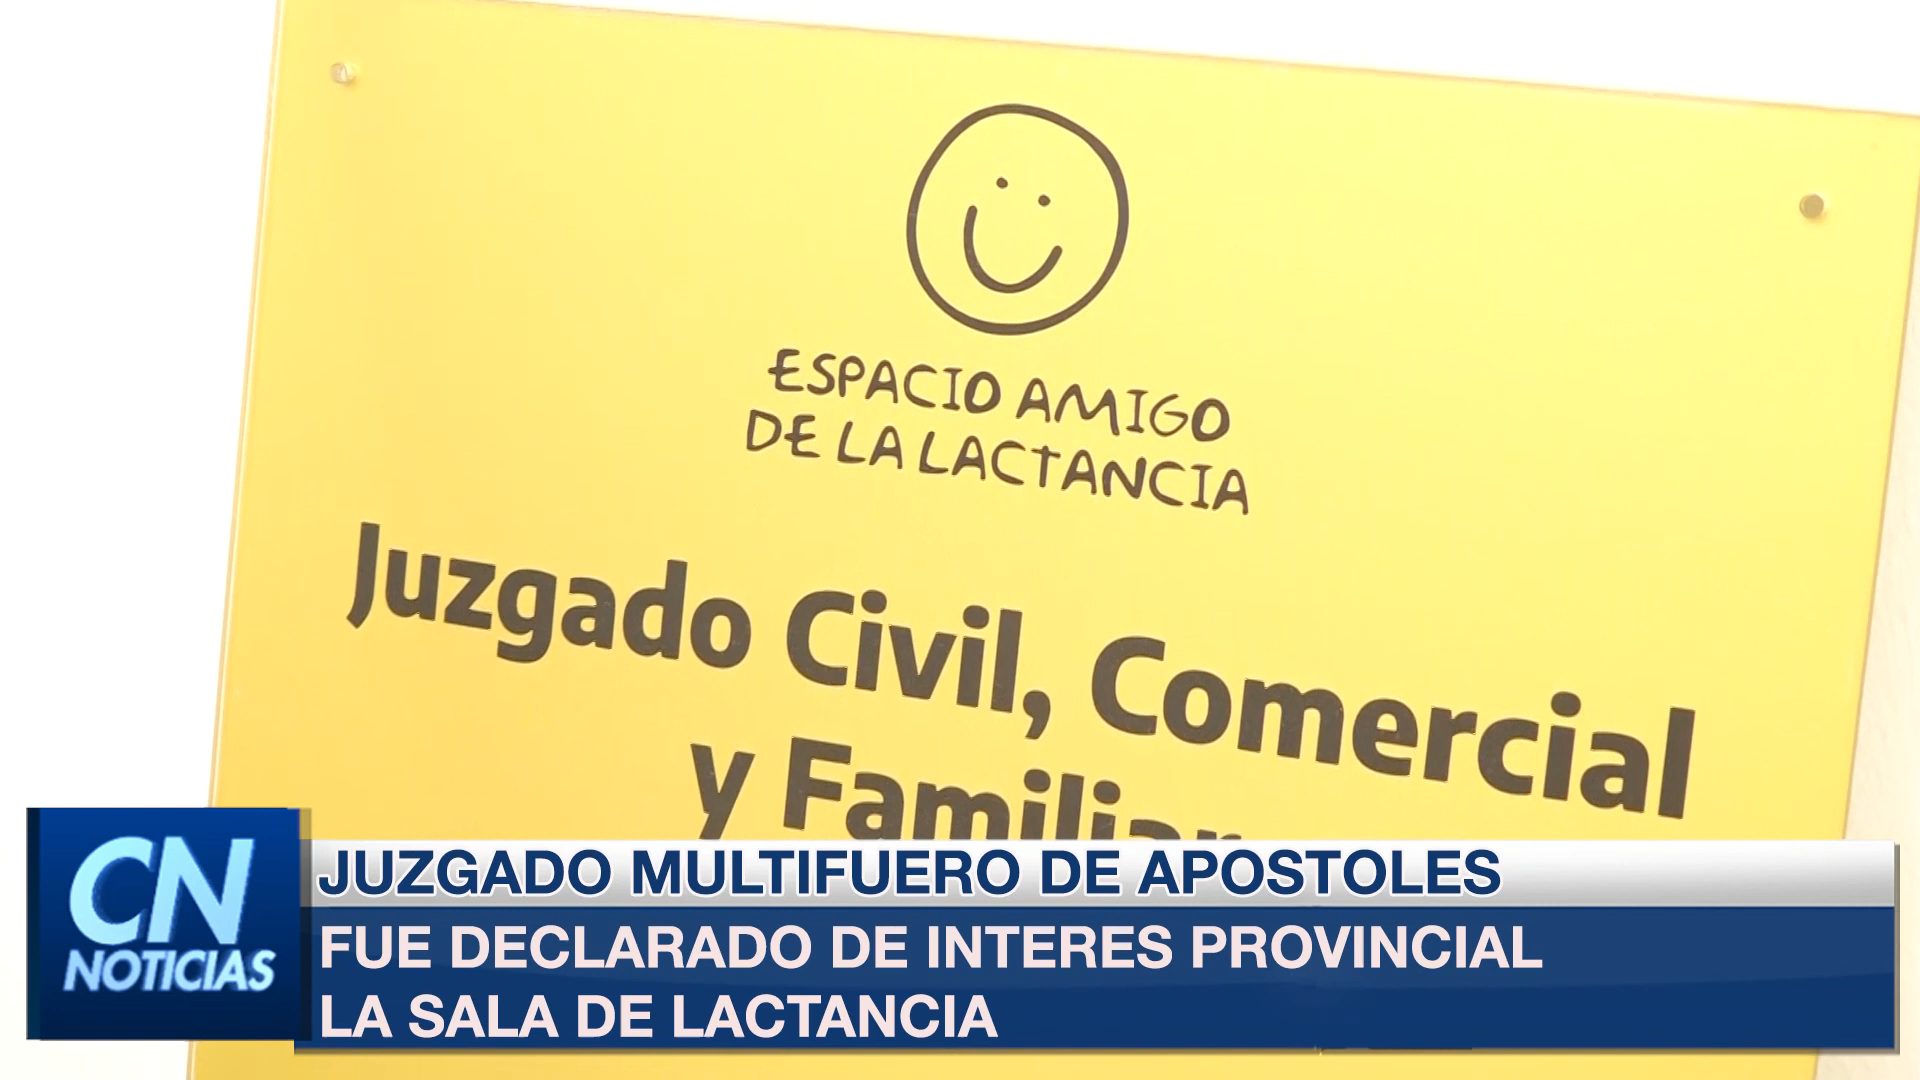 ESPACIO AMIGO
DE LA LACTANCIA
Juzgado Civil, Comercial
y Familiar
CN
NOTICIAS
JUZGADO MULTIFUERO DE APOSTOLES
FUE DECLARADO DE INTERES PROVINCIAL
LA SALA DE LACTANCIA